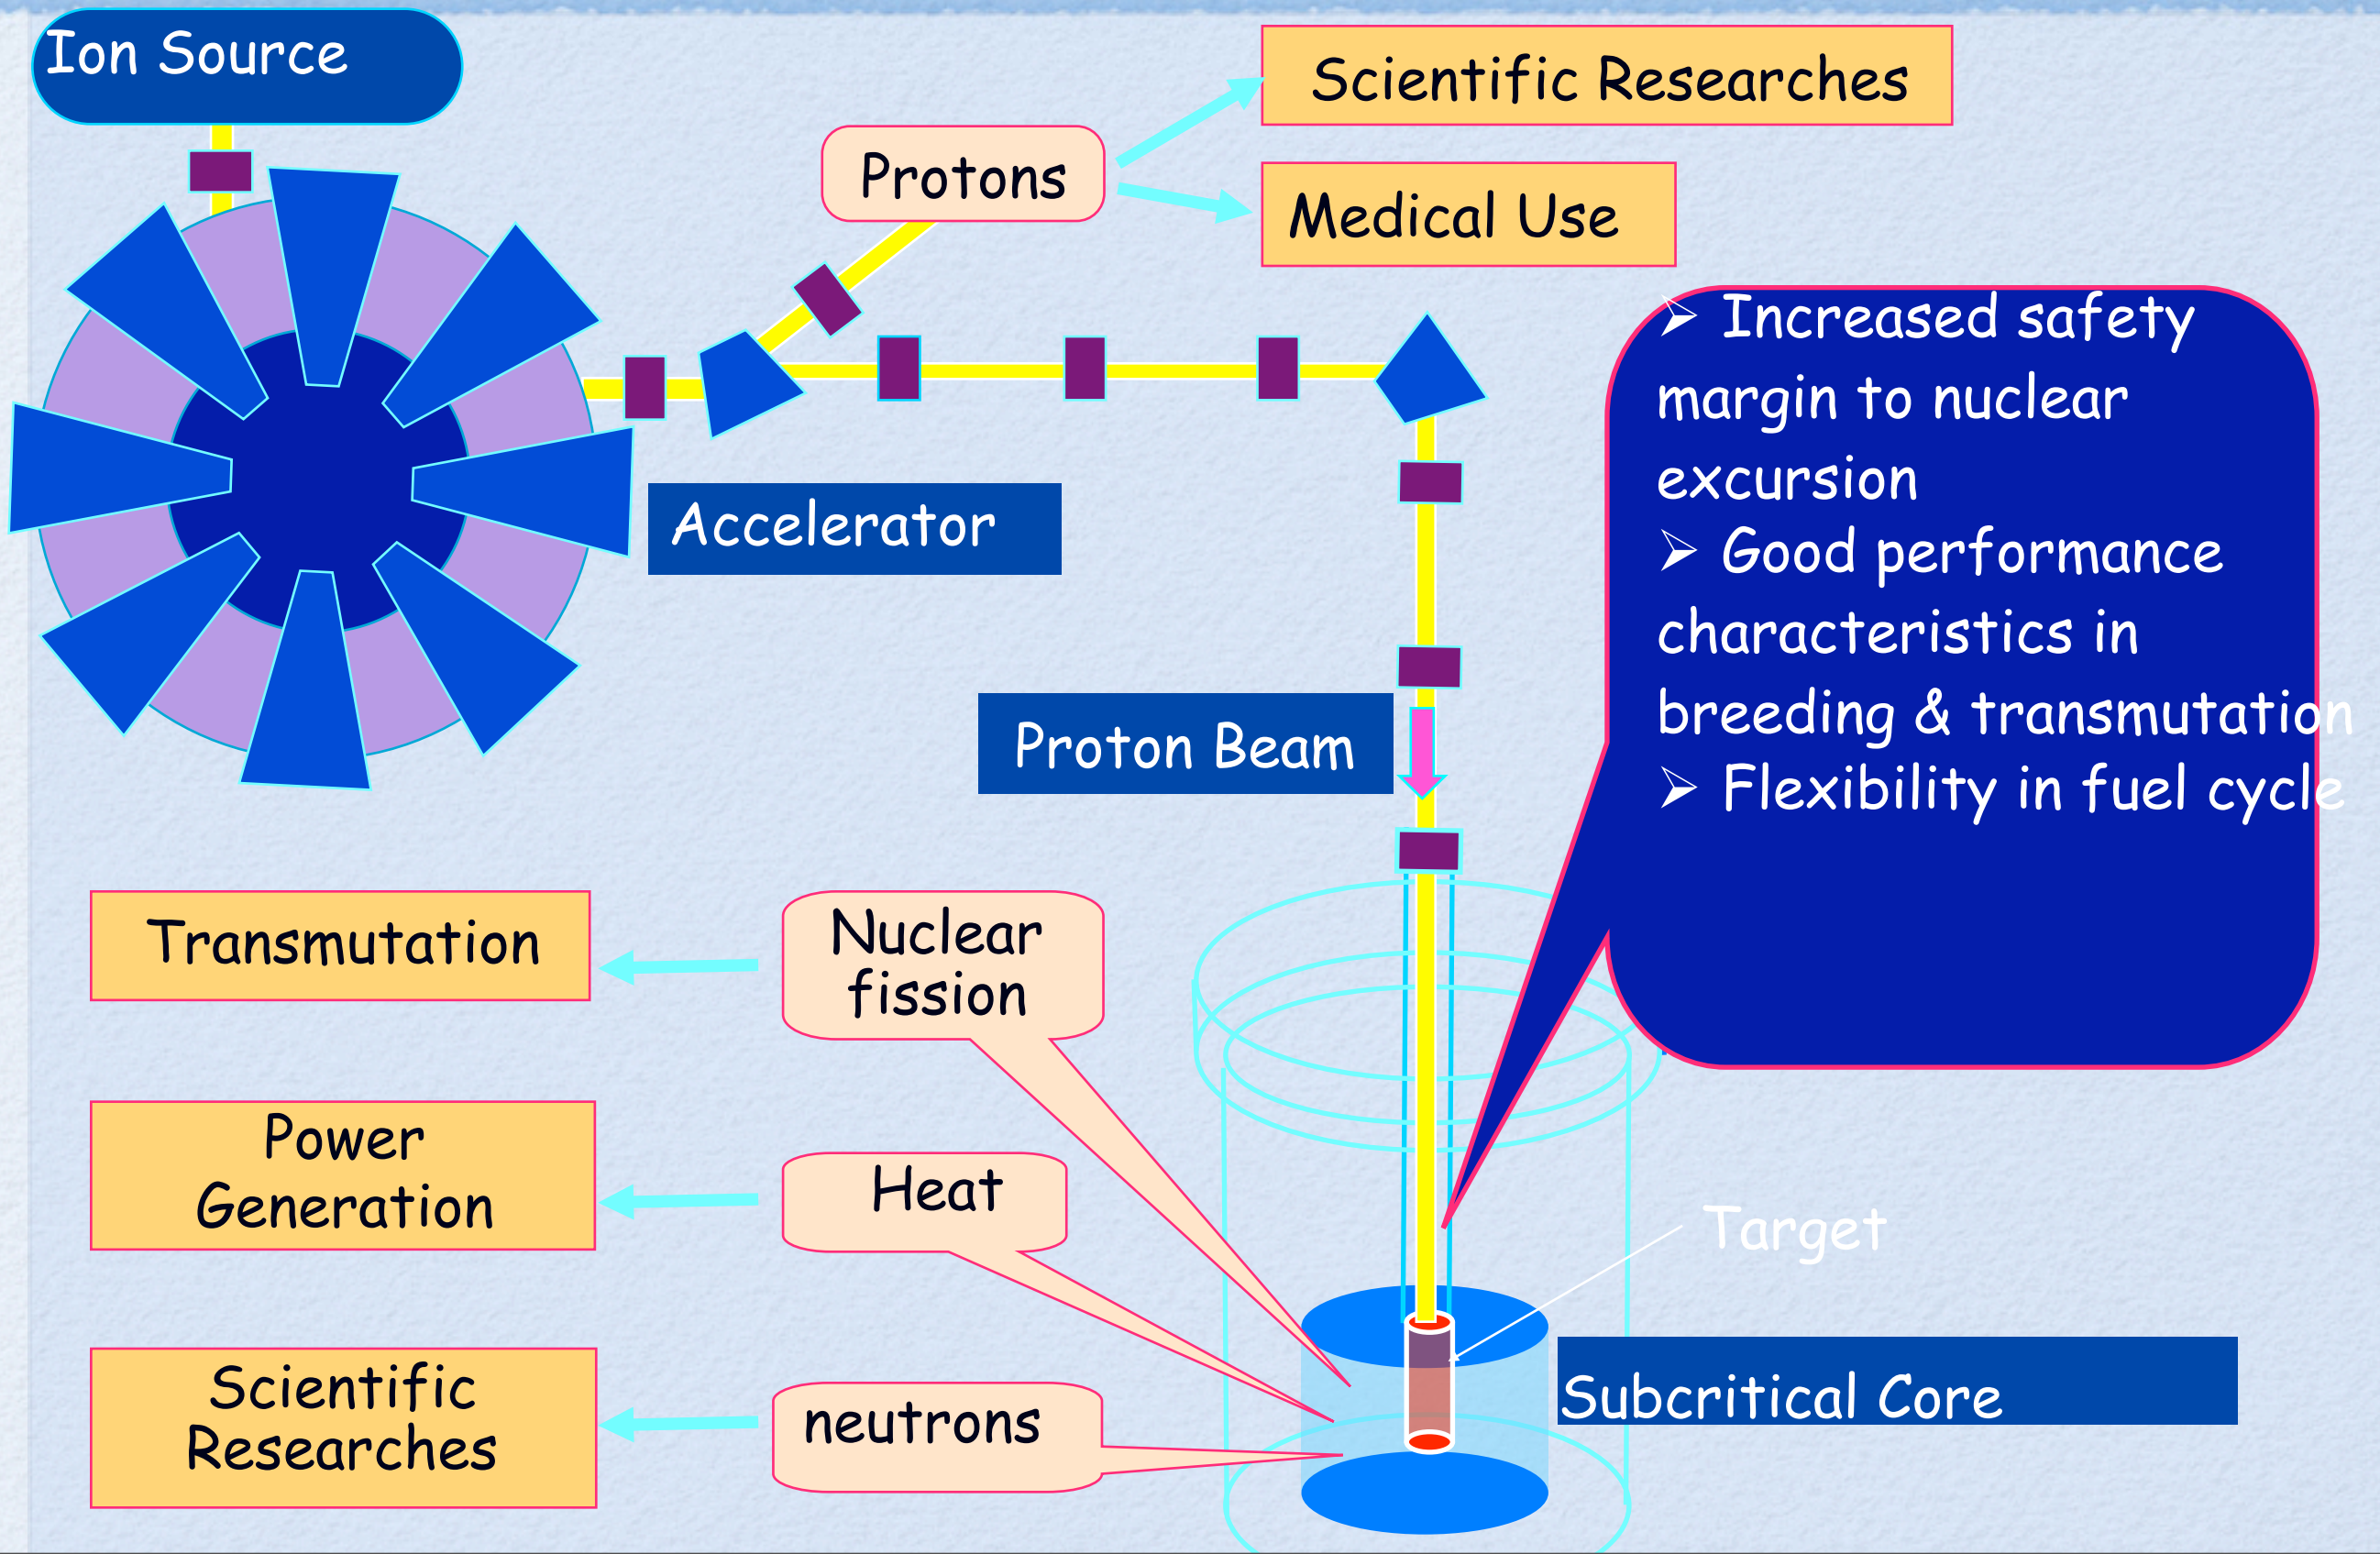 Ion Source
Scientific Researches
Protons
Medical Use
➢ Increased safety
margin to nuclear
excursion
➢ Good performance
characteristics in
breeding & transmutation
➢ Flexibility in fuel cycle
Accelerator
Proton Beam
Transmutation
Nuclear
fission
Power
Generation
Heat
Target
Scientific
Researches
neutrons
Subcritical Core